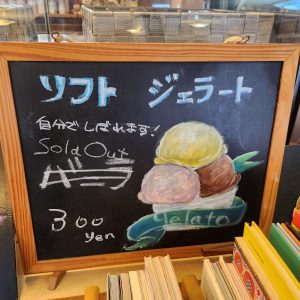 ソフト ジェラート
自分でしぼれます!
Sold Out
バニラ
300
yen
gelato